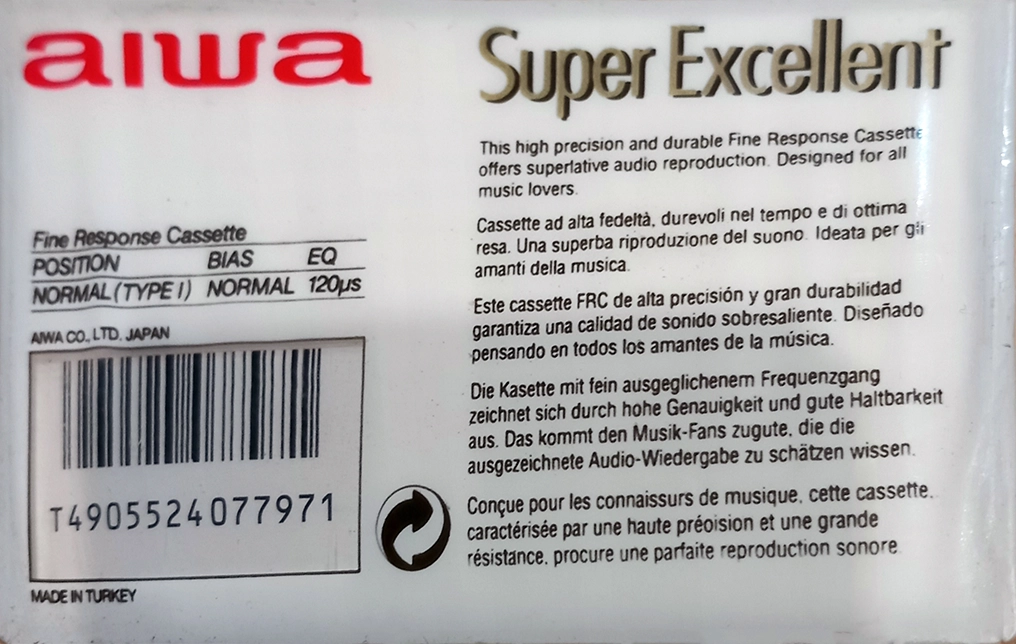 aiwa
Super Excellent
This high precision and durable Fine Response Cassette
offers superlative audio reproduction. Designed for all
music lovers.
Cassette ad alta fedeltà, durevoli nel tempo e di ottima
resa. Una superba riproduzione del suono. Ideata per gli
amanti della musica.
Este cassette FRC de alta precisión y gran durabilidad
garantiza una calidad de sonido sobresaliente. Diseñado
pensando en todos los amantes de la música.
Die Kasette mit fein ausgeglichenem Frequenzgang
zeichnet sich durch hohe Genauigkeit und gute Haltbarkeit
aus. Das kommt den Musik-Fans zugute, die die
ausgezeichnete Audio-Wiedergabe zu schätzen wissen.
Conçue pour les connaissurs de musique, cette cassette,
caractérisée par une haute préoision et une grande
résistance, procure une parfaite reproduction sonore.
Fine Response Cassette
POSITION BIAS EQ
NORMAL (TYPE I) NORMAL 120µs
AIWA CO., LTD. JAPAN
T4905524077971
MADE IN TURKEY